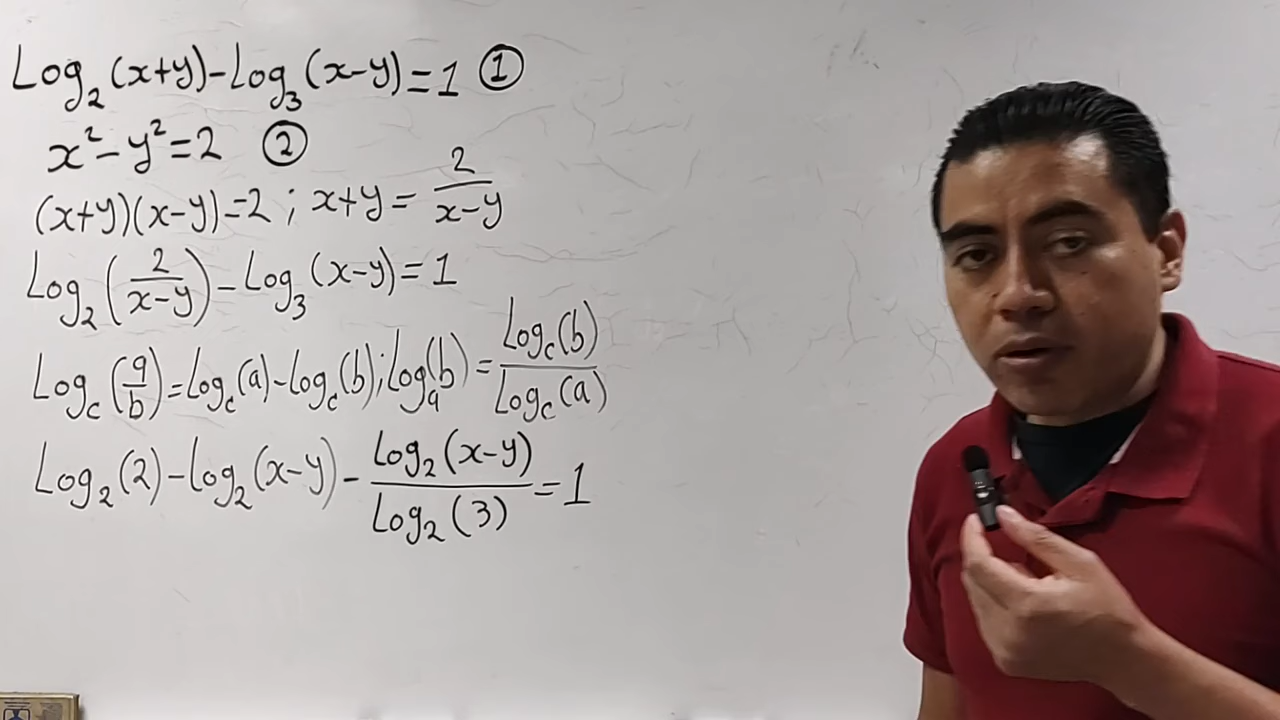 Log₂(x+y)-Log₃(x-y)=1 ①
x²-y²=2 ②
(x+y)(x-y)=2 ; x+y= 2/(x-y)
Log₂(2/(x-y))-Log₃(x-y)=1
Log_c(a/b)=Log_c(a)-Log_c(b);Log_a(b)=Log_c(b)/Log_c(a)
Log₂(2)-Log₂(x-y)-Log₂(x-y)/Log₂(3)=1